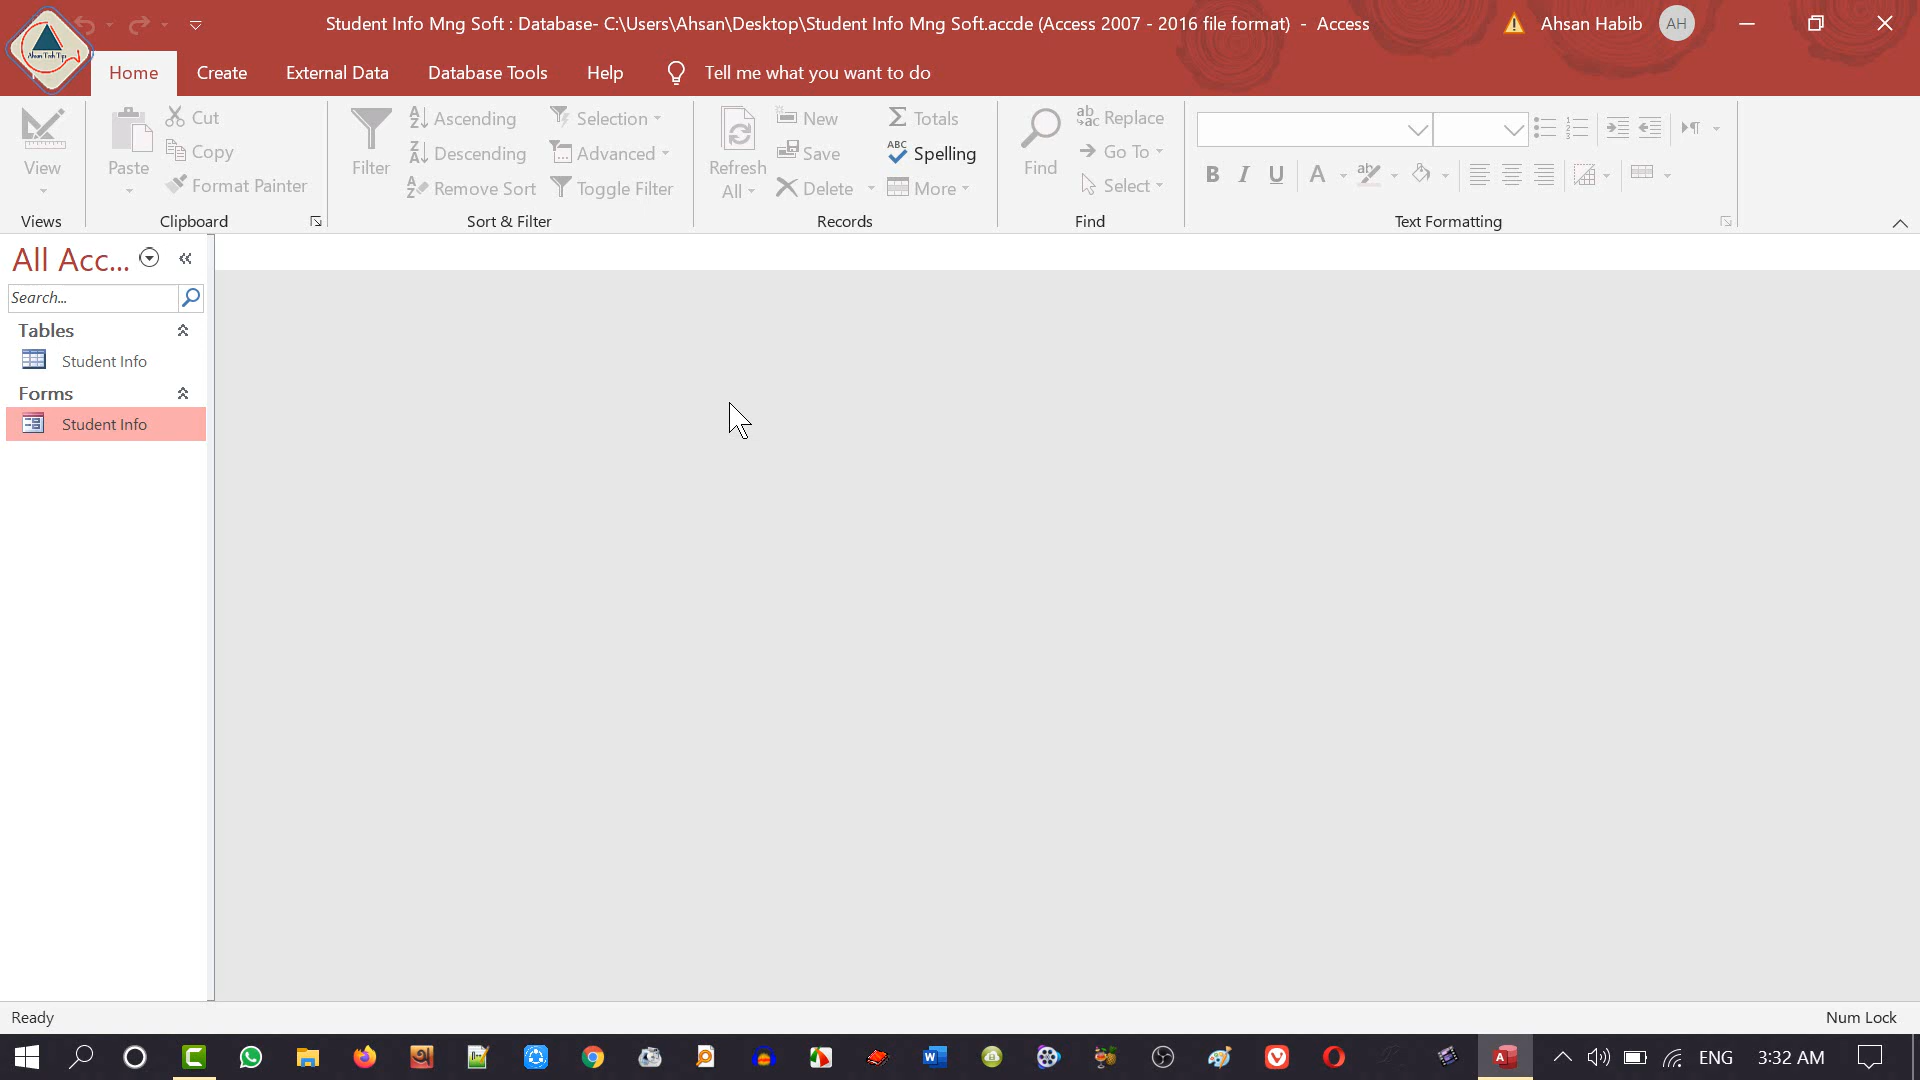 Student Info Mng Soft : Database- C:\Users\Ahsan\Desktop\Student Info Mng Soft.accde (Access 2007 - 2016 file format) - Access
Ahsan Habib
AH
Ahsan Tech Tips
Home
Create
External Data
Database Tools
Help
Tell me what you want to do
View
Views
Paste
Cut
Copy
Format Painter
Clipboard
Filter
Ascending
Descending
Remove Sort
Selection
Advanced
Toggle Filter
Sort & Filter
Refresh
All
New
Save
Delete
Totals
Spelling
More
Records
Find
Replace
Go To
Select
Find
B I U A
Text Formatting
All Acc...
Search...
Tables
Student Info
Forms
Student Info
Ready
Num Lock
ENG
3:32 AM